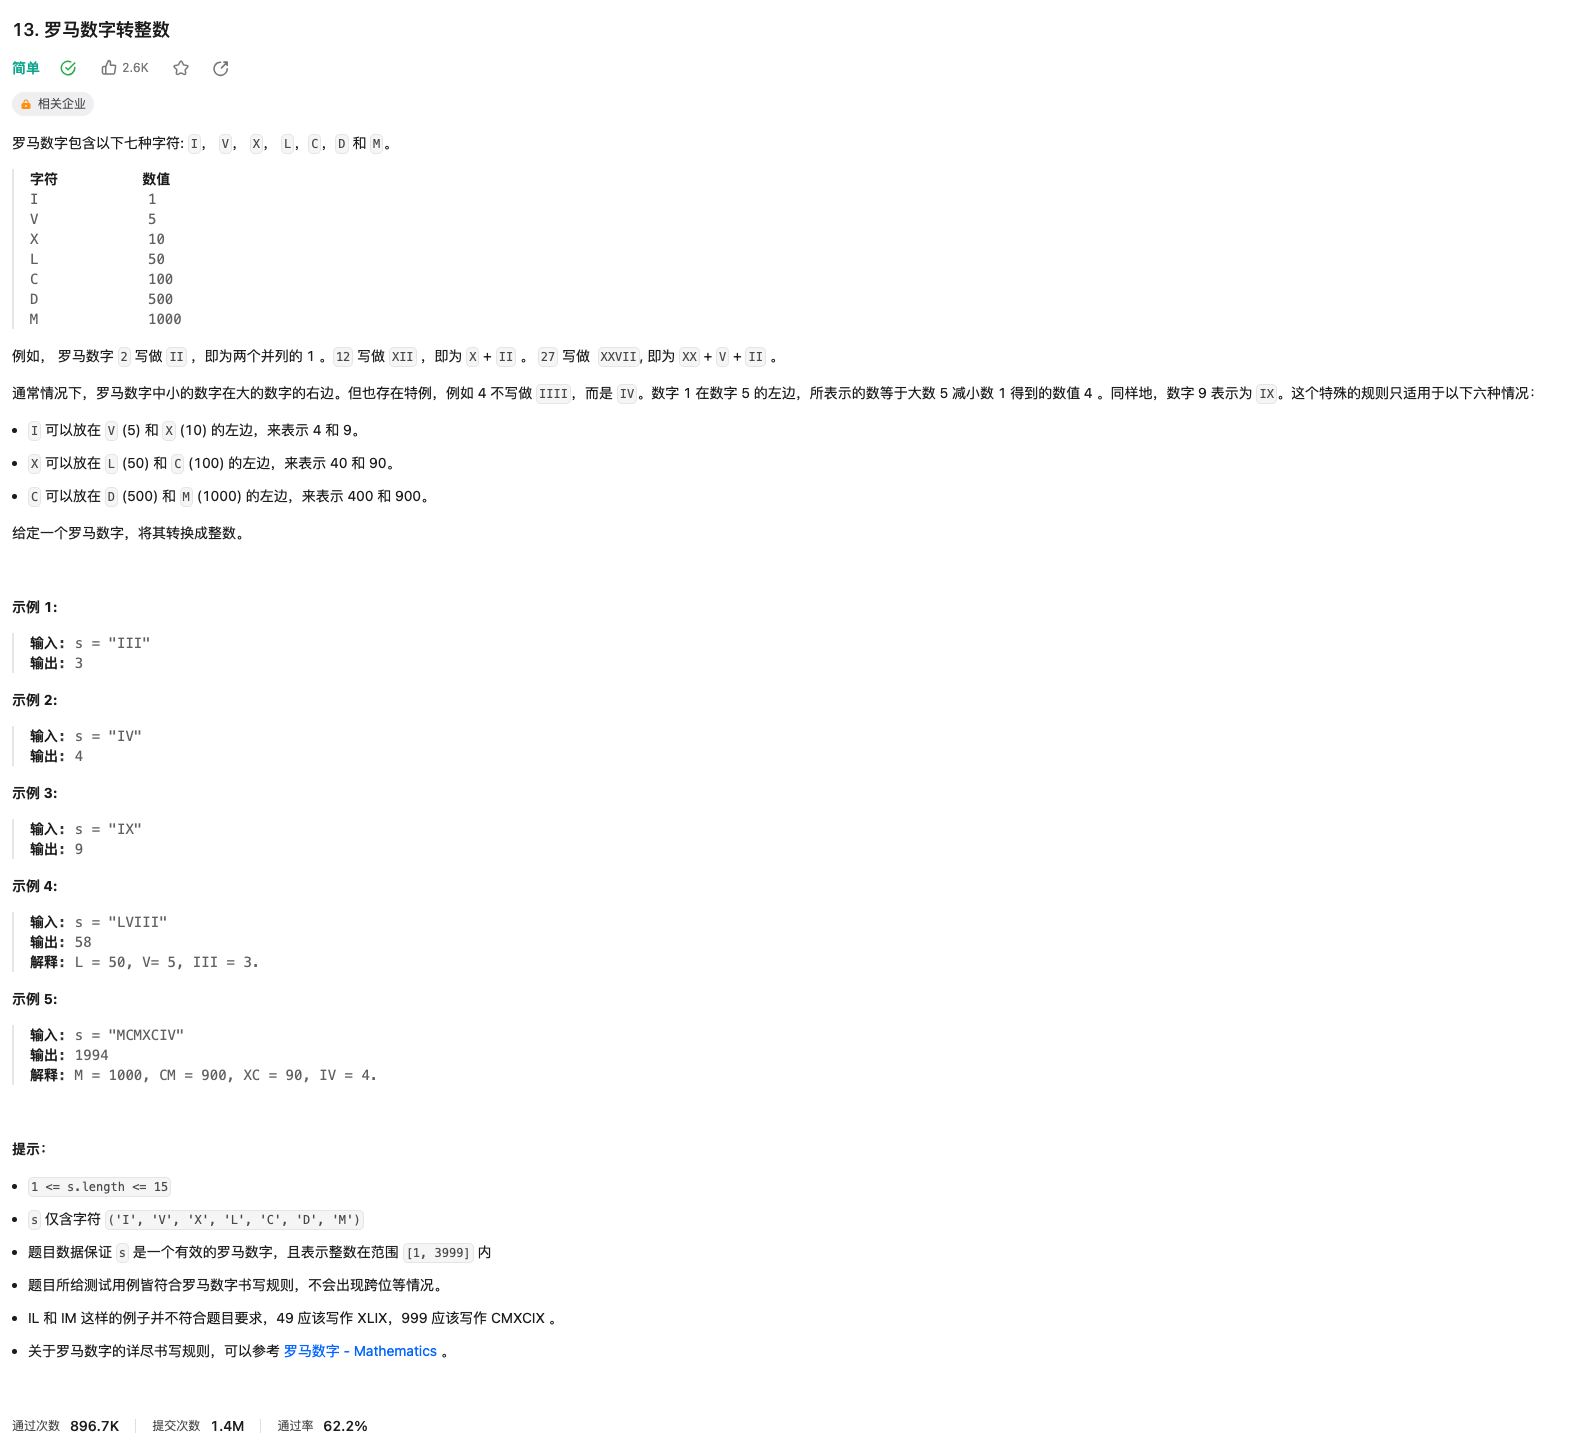 13. 罗马数字转整数
简单 2.6K
相关企业
罗马数字包含以下七种字符: I， V， X， L，C，D 和 M。
字符 数值
I 1
V 5
X 10
L 50
C 100
D 500
M 1000
例如， 罗马数字 2 写做 II ，即为两个并列的 1 。12 写做 XII ，即为 X + II 。 27 写做 XXVII, 即为 XX + V + II 。
通常情况下，罗马数字中小的数字在大的数字的右边。但也存在特例，例如 4 不写做 IIII，而是 IV。数字 1 在数字 5 的左边，所表示的数等于大数 5 减小数 1 得到的数值 4 。同样地，数字 9 表示为 IX。这个特殊的规则只适用于以下六种情况：
• I 可以放在 V (5) 和 X (10) 的左边，来表示 4 和 9。
• X 可以放在 L (50) 和 C (100) 的左边，来表示 40 和 90。
• C 可以放在 D (500) 和 M (1000) 的左边，来表示 400 和 900。
给定一个罗马数字，将其转换成整数。
示例 1:
输入: s = "III"
输出: 3
示例 2:
输入: s = "IV"
输出: 4
示例 3:
输入: s = "IX"
输出: 9
示例 4:
输入: s = "LVIII"
输出: 58
解释: L = 50, V= 5, III = 3.
示例 5:
输入: s = "MCMXCIV"
输出: 1994
解释: M = 1000, CM = 900, XC = 90, IV = 4.
提示：
• 1 <= s.length <= 15
• s 仅含字符 ('I', 'V', 'X', 'L', 'C', 'D', 'M')
• 题目数据保证 s 是一个有效的罗马数字，且表示整数在范围 [1, 3999] 内
• 题目所给测试用例皆符合罗马数字书写规则，不会出现跨位等情况。
• IL 和 IM 这样的例子并不符合题目要求，49 应该写作 XLIX，999 应该写作 CMXCIX 。
• 关于罗马数字的详尽书写规则，可以参考 罗马数字 - Mathematics 。
通过次数 896.7K 提交次数 1.4M 通过率 62.2%